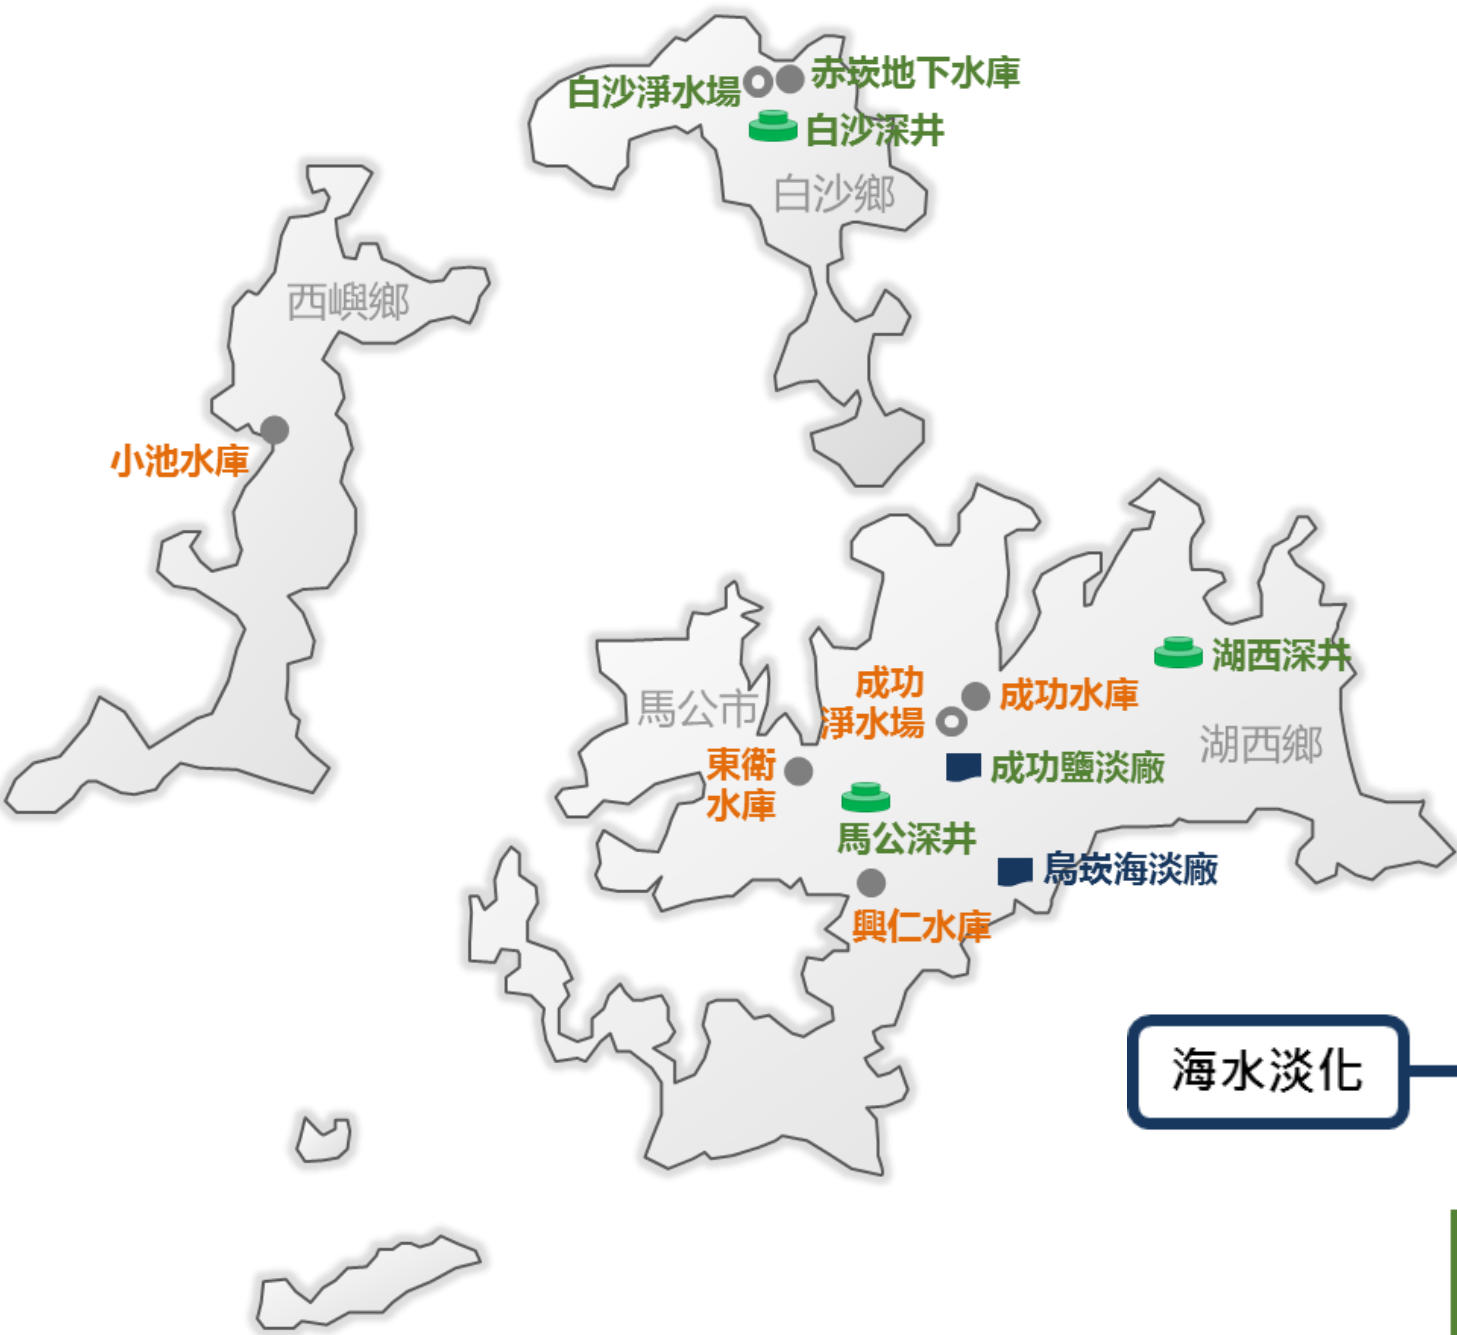 赤崁地下水庫
白沙淨水場
白沙深井
白沙鄉
西嶼鄉
小池水庫
湖西深井
成功
淨水場
成功水庫
馬公市
湖西鄉
東衛
水庫
成功鹽淡廠
馬公深井
烏崁海淡廠
興仁水庫
海水淡化